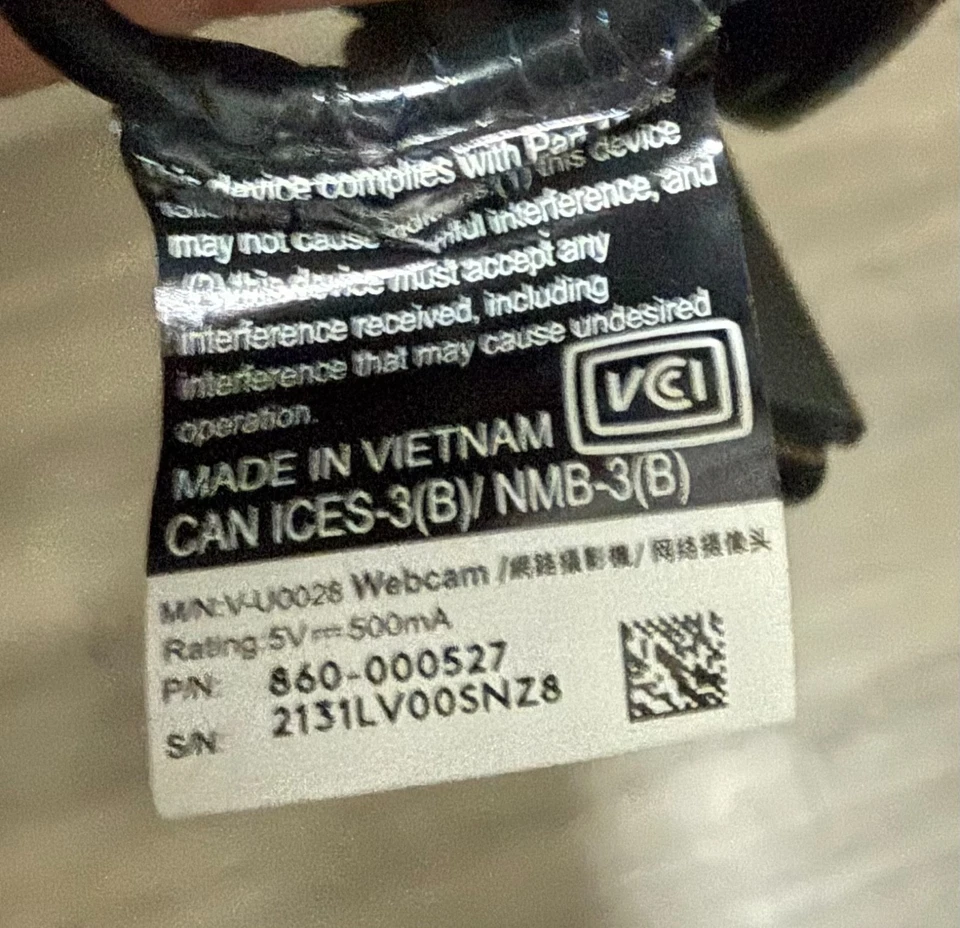 device complies with Part
this device
may not cause harmful interference, and
(2) this device must accept any
interference received, including
interference that may cause undesired
operation.
VCCI
MADE IN VIETNAM
CAN ICES-3(B)/ NMB-3(B)
M/N:V-U0028 Webcam /網路攝影機/ 网络摄像头
Rating:5V⎓500mA
P/N: 860-000527
S/N: 2131LV00SNZ8